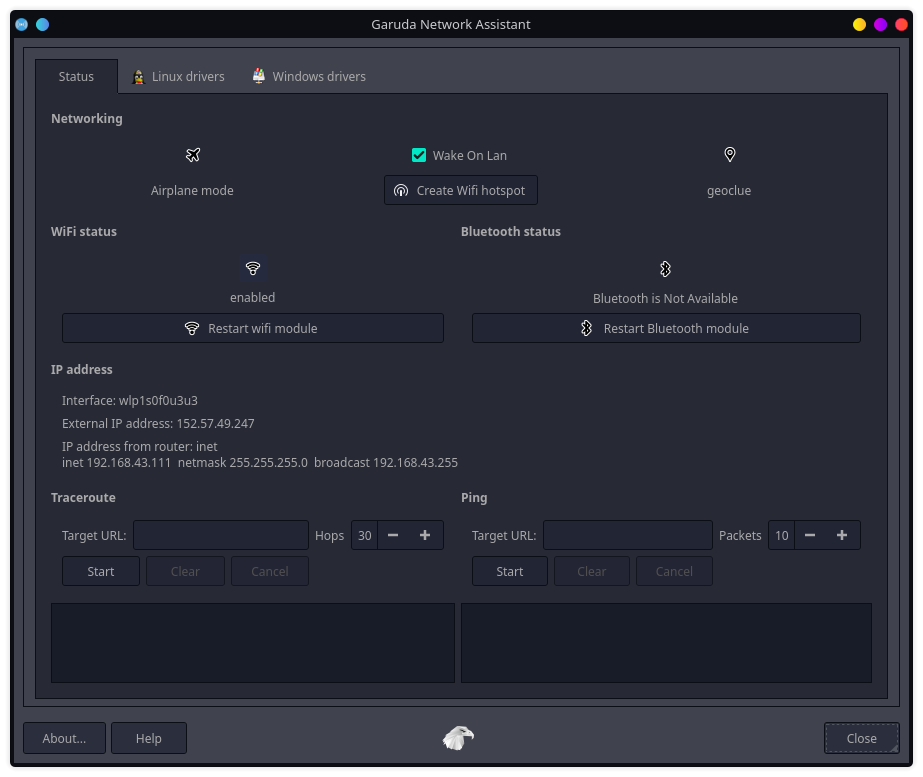 Garuda Network Assistant
Status
Linux drivers
Windows drivers
Networking
Airplane mode
Wake On Lan
Create Wifi hotspot
geoclue
WiFi status
enabled
Restart wifi module
Bluetooth status
Bluetooth is Not Available
Restart Bluetooth module
IP address
Interface: wlp1s0f0u3u3
External IP address: 152.57.49.247
IP address from router: inet
inet 192.168.43.111  netmask 255.255.255.0  broadcast 192.168.43.255
Traceroute
Target URL:
Hops
30
Start
Clear
Cancel
Ping
Target URL:
Packets
10
Start
Clear
Cancel
About...
Help
Close